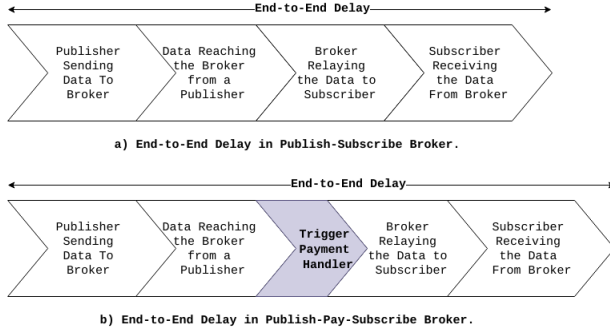 End-to-End Delay
Publisher
Sending
Data To
Broker
Data Reaching
the Broker
from a
Publisher
Broker
Relaying
the Data to
Subscriber
Subscriber
Receiving
the Data
From Broker
a) End-to-End Delay in Publish-Subscribe Broker.
End-to-End Delay
Publisher
Sending
Data To
Broker
Data Reaching
the Broker
from a
Publisher
Trigger
Payment
Handler
Broker
Relaying
the Data to
Subscriber
Subscriber
Receiving
the Data
From Broker
b) End-to-End Delay in Publish-Pay-Subscribe Broker.